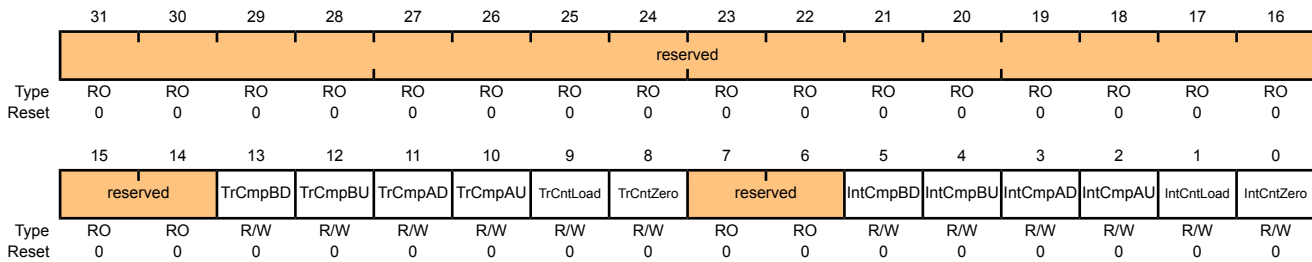 31 30 29 28 27 26 25 24 23 22 21 20 19 18 17 16
reserved
Type RO RO RO RO RO RO RO RO RO RO RO RO RO RO RO RO
Reset 0 0 0 0 0 0 0 0 0 0 0 0 0 0 0 0
15 14 13 12 11 10 9 8 7 6 5 4 3 2 1 0
reserved TrCmpBD TrCmpBU TrCmpAD TrCmpAU TrCntLoad TrCntZero reserved IntCmpBD IntCmpBU IntCmpAD IntCmpAU IntCntLoad IntCntZero
Type RO RO R/W R/W R/W R/W R/W R/W RO RO R/W R/W R/W R/W R/W R/W
Reset 0 0 0 0 0 0 0 0 0 0 0 0 0 0 0 0